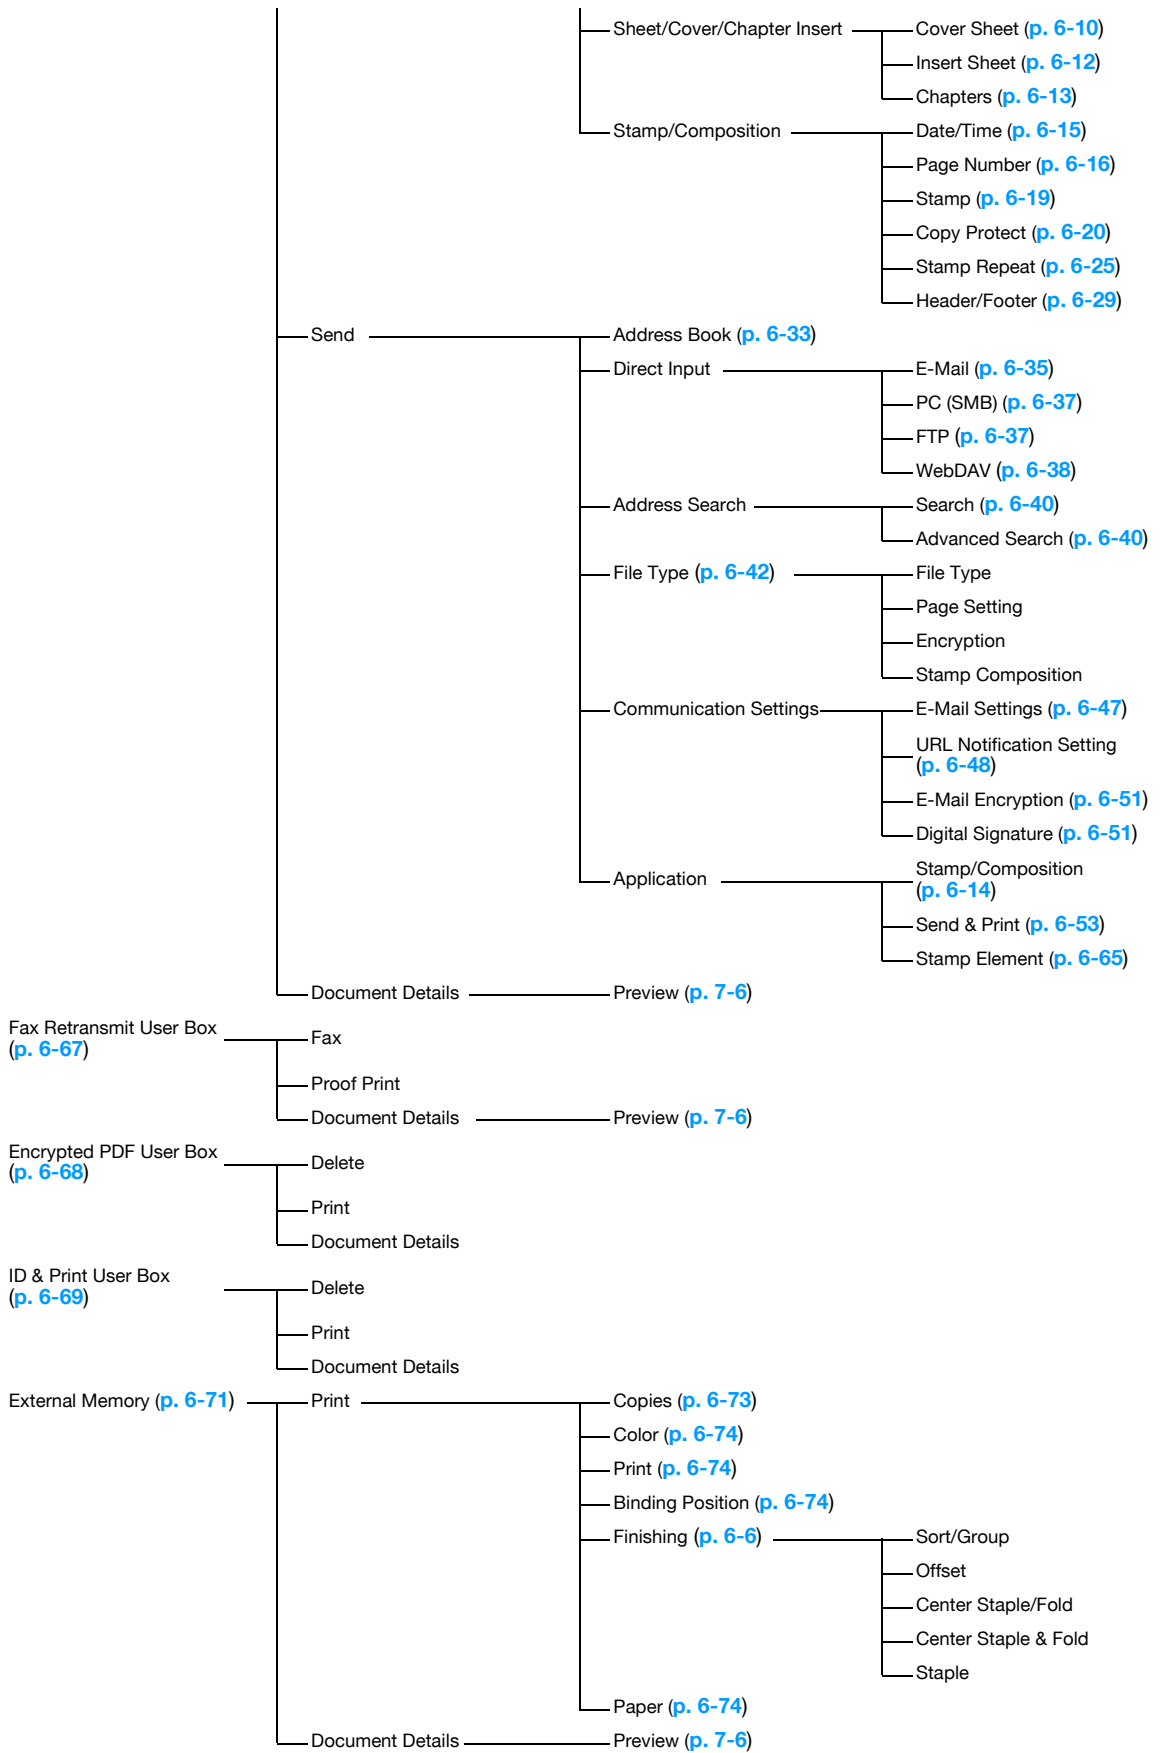 Sheet/Cover/Chapter Insert Cover Sheet (p. 6-10)
Insert Sheet (p. 6-12)
Chapters (p. 6-13)
Stamp/Composition Date/Time (p. 6-15)
Page Number (p. 6-16)
Stamp (p. 6-19)
Copy Protect (p. 6-20)
Stamp Repeat (p. 6-25)
Header/Footer (p. 6-29)
Send Address Book (p. 6-33)
Direct Input E-Mail (p. 6-35)
PC (SMB) (p. 6-37)
FTP (p. 6-37)
WebDAV (p. 6-38)
Address Search Search (p. 6-40)
Advanced Search (p. 6-40)
File Type (p. 6-42) File Type
Page Setting
Encryption
Stamp Composition
Communication Settings E-Mail Settings (p. 6-47)
URL Notification Setting
(p. 6-48)
E-Mail Encryption (p. 6-51)
Digital Signature (p. 6-51)
Application Stamp/Composition
(p. 6-14)
Send & Print (p. 6-53)
Stamp Element (p. 6-65)
Document Details Preview (p. 7-6)
Fax Retransmit User Box
(p. 6-67)
Fax
Proof Print
Document Details Preview (p. 7-6)
Encrypted PDF User Box
(p. 6-68)
Delete
Print
Document Details
ID & Print User Box
(p. 6-69)
Delete
Print
Document Details
External Memory (p. 6-71) Print Copies (p. 6-73)
Color (p. 6-74)
Print (p. 6-74)
Binding Position (p. 6-74)
Finishing (p. 6-6) Sort/Group
Offset
Center Staple/Fold
Center Staple & Fold
Staple
Paper (p. 6-74)
Document Details Preview (p. 7-6)